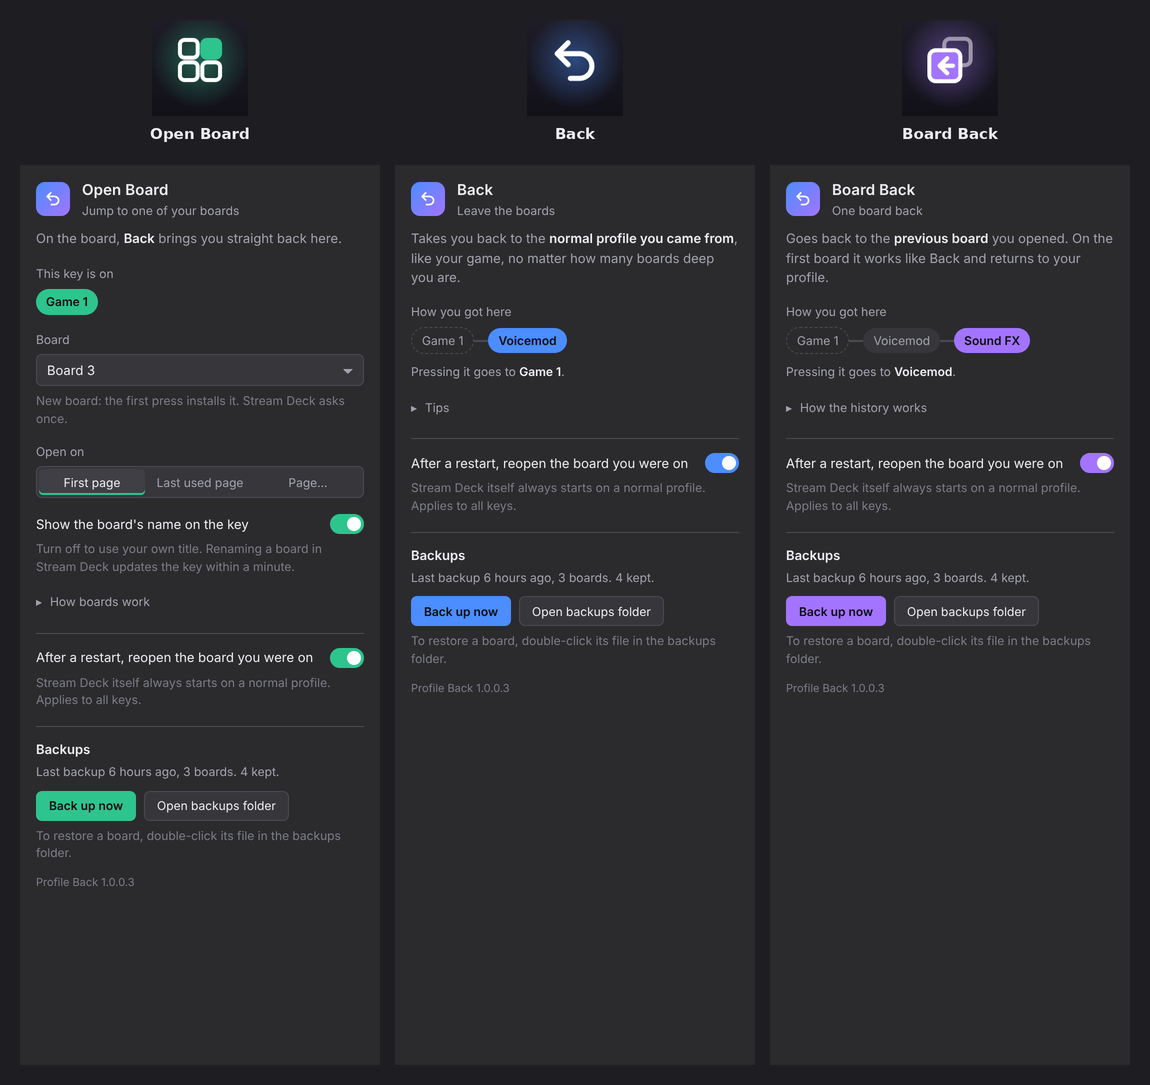 Open Board
Back
Board Back
Open Board
Jump to one of your boards
On the board, Back brings you straight back here.
This key is on
Game 1
Board
Board 3
New board: the first press installs it. Stream Deck asks
once.
Open on
First page
Last used page
Page...
Show the board's name on the key
Turn off to use your own title. Renaming a board in
Stream Deck updates the key within a minute.
▸ How boards work
After a restart, reopen the board you were on
Stream Deck itself always starts on a normal profile.
Applies to all keys.
Backups
Last backup 6 hours ago, 3 boards. 4 kept.
Back up now
Open backups folder
To restore a board, double-click its file in the backups
folder.
Profile Back 1.0.0.3
Back
Leave the boards
Takes you back to the normal profile you came from,
like your game, no matter how many boards deep
you are.
How you got here
Game 1
Voicemod
Pressing it goes to Game 1.
▸ Tips
After a restart, reopen the board you were on
Stream Deck itself always starts on a normal profile.
Applies to all keys.
Backups
Last backup 6 hours ago, 3 boards. 4 kept.
Back up now
Open backups folder
To restore a board, double-click its file in the backups
folder.
Profile Back 1.0.0.3
Board Back
One board back
Goes back to the previous board you opened. On the
first board it works like Back and returns to your
profile.
How you got here
Game 1
Voicemod
Sound FX
Pressing it goes to Voicemod.
▸ How the history works
After a restart, reopen the board you were on
Stream Deck itself always starts on a normal profile.
Applies to all keys.
Backups
Last backup 6 hours ago, 3 boards. 4 kept.
Back up now
Open backups folder
To restore a board, double-click its file in the backups
folder.
Profile Back 1.0.0.3